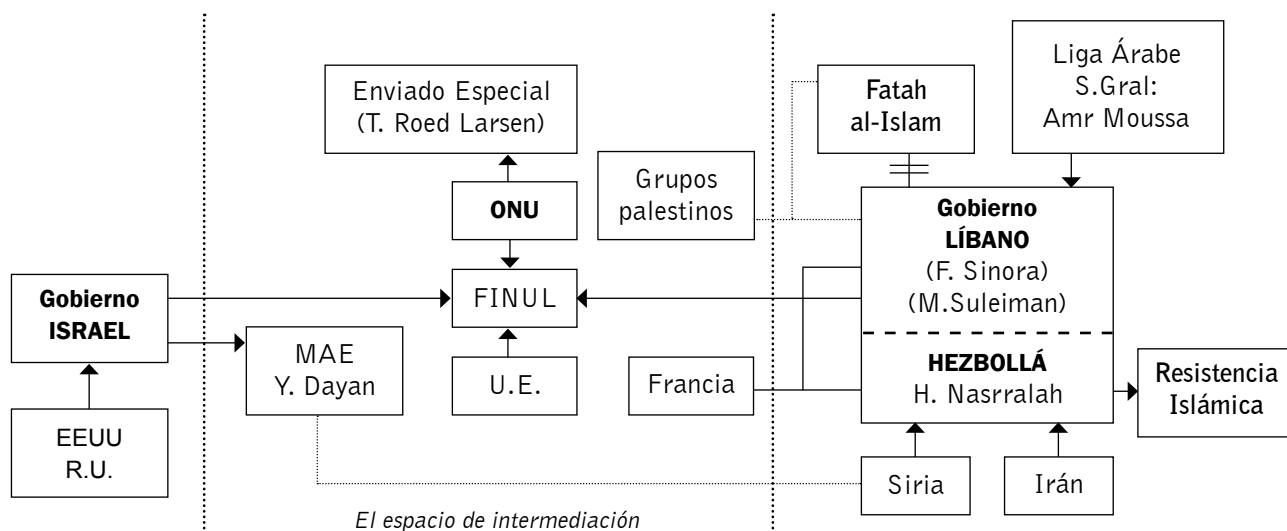 Enviado Especial
(T. Roed Larsen)
ONU
FINUL
U.E.
Gobierno
ISRAEL
EEUU
R.U.
MAE
Y. Dayan
Grupos
palestinos
Francia
Fatah
al-Islam
Liga Árabe
S.Gral:
Amr Moussa
Gobierno
LÍBANO
(F. Sinora)
(M.Suleiman)
HEZBOLLÁ
H. Nasrralah
Resistencia
Islámica
Siria
Irán
El espacio de intermediación